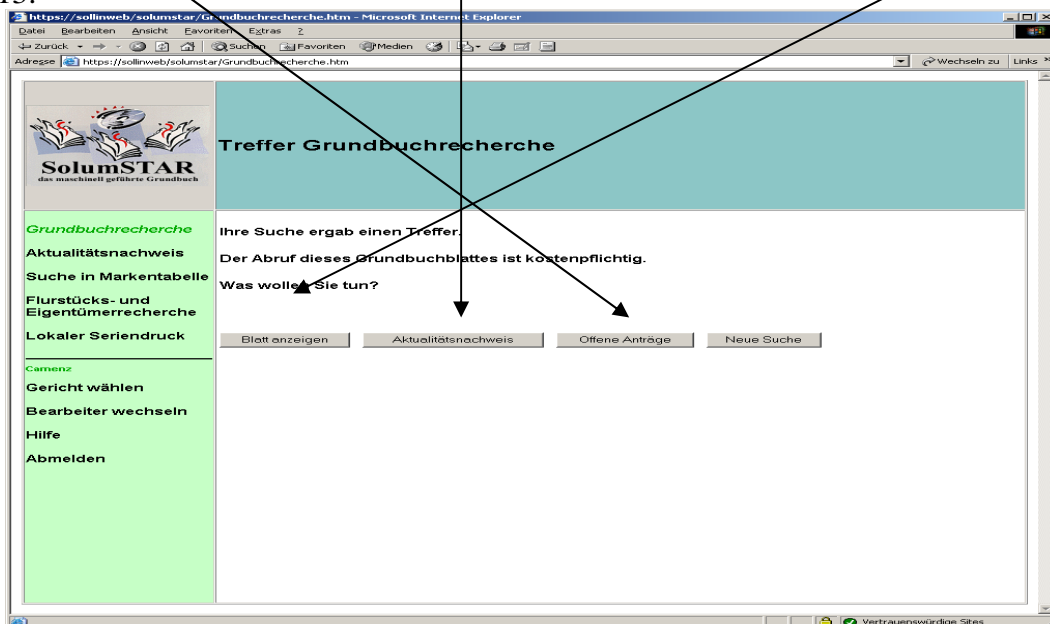 13.
https://sollinweb/solumstar/Grundbuchrecherche.htm - Microsoft Internet Explorer
Datei Bearbeiten Ansicht Favoriten Extras ?
Zurück Suchen Favoriten Medien
Adresse https://sollinweb/solumstar/Grundbuchrecherche.htm Wechseln zu Links »
SolumSTAR
das maschinell geführte Grundbuch
Treffer Grundbuchrecherche
Grundbuchrecherche
Aktualitätsnachweis
Suche in Markentabelle
Flurstücks- und
Eigentümerrecherche
Lokaler Seriendruck
Camenz
Gericht wählen
Bearbeiter wechseln
Hilfe
Abmelden
Ihre Suche ergab einen Treffer.
Der Abruf dieses Grundbuchblattes ist kostenpflichtig.
Was wollen Sie tun?
Blatt anzeigen Aktualitätsnachweis Offene Anträge Neue Suche
Vertrauenswürdige Sites